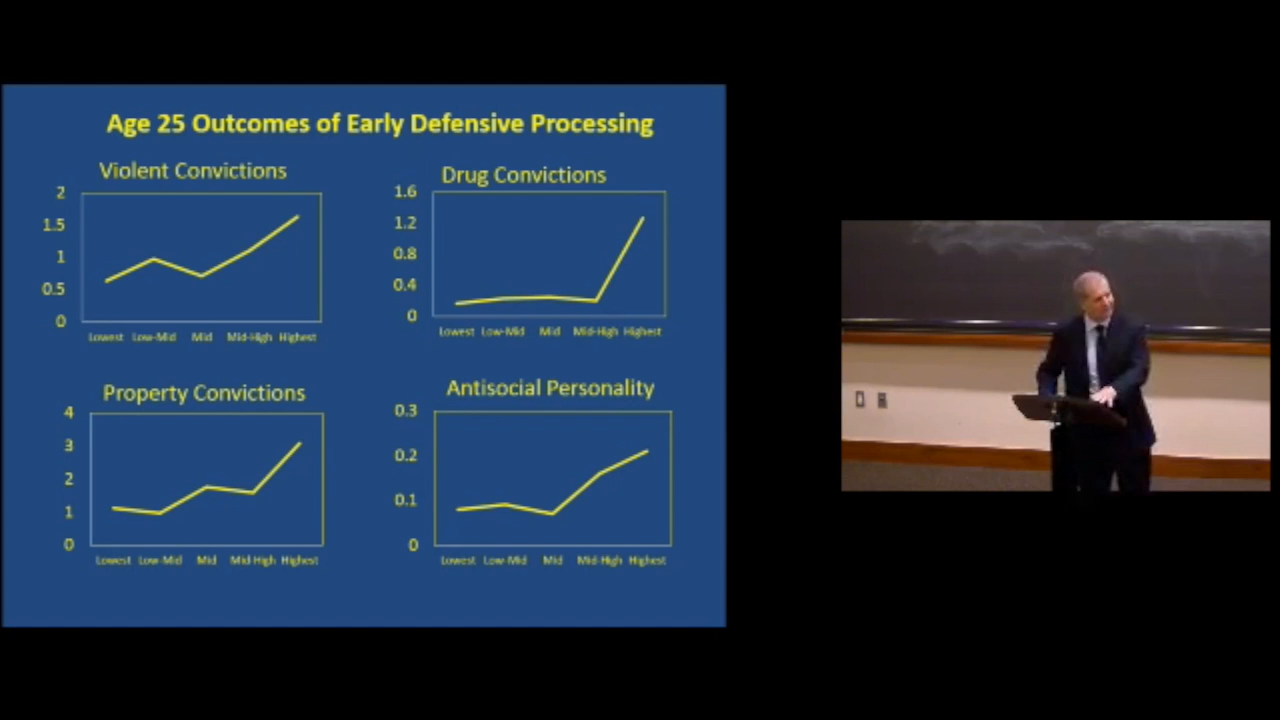 Age 25 Outcomes of Early Defensive Processing
Violent Convictions
2
1.5
1
0.5
0
Lowest Low-Mid Mid Mid-High Highest
Drug Convictions
1.6
1.2
0.8
0.4
0
Lowest Low-Mid Mid Mid-High Highest
Property Convictions
4
3
2
1
0
Lowest Low-Mid Mid Mid-High Highest
Antisocial Personality
0.3
0.2
0.1
0
Lowest Low-Mid Mid Mid-High Highest